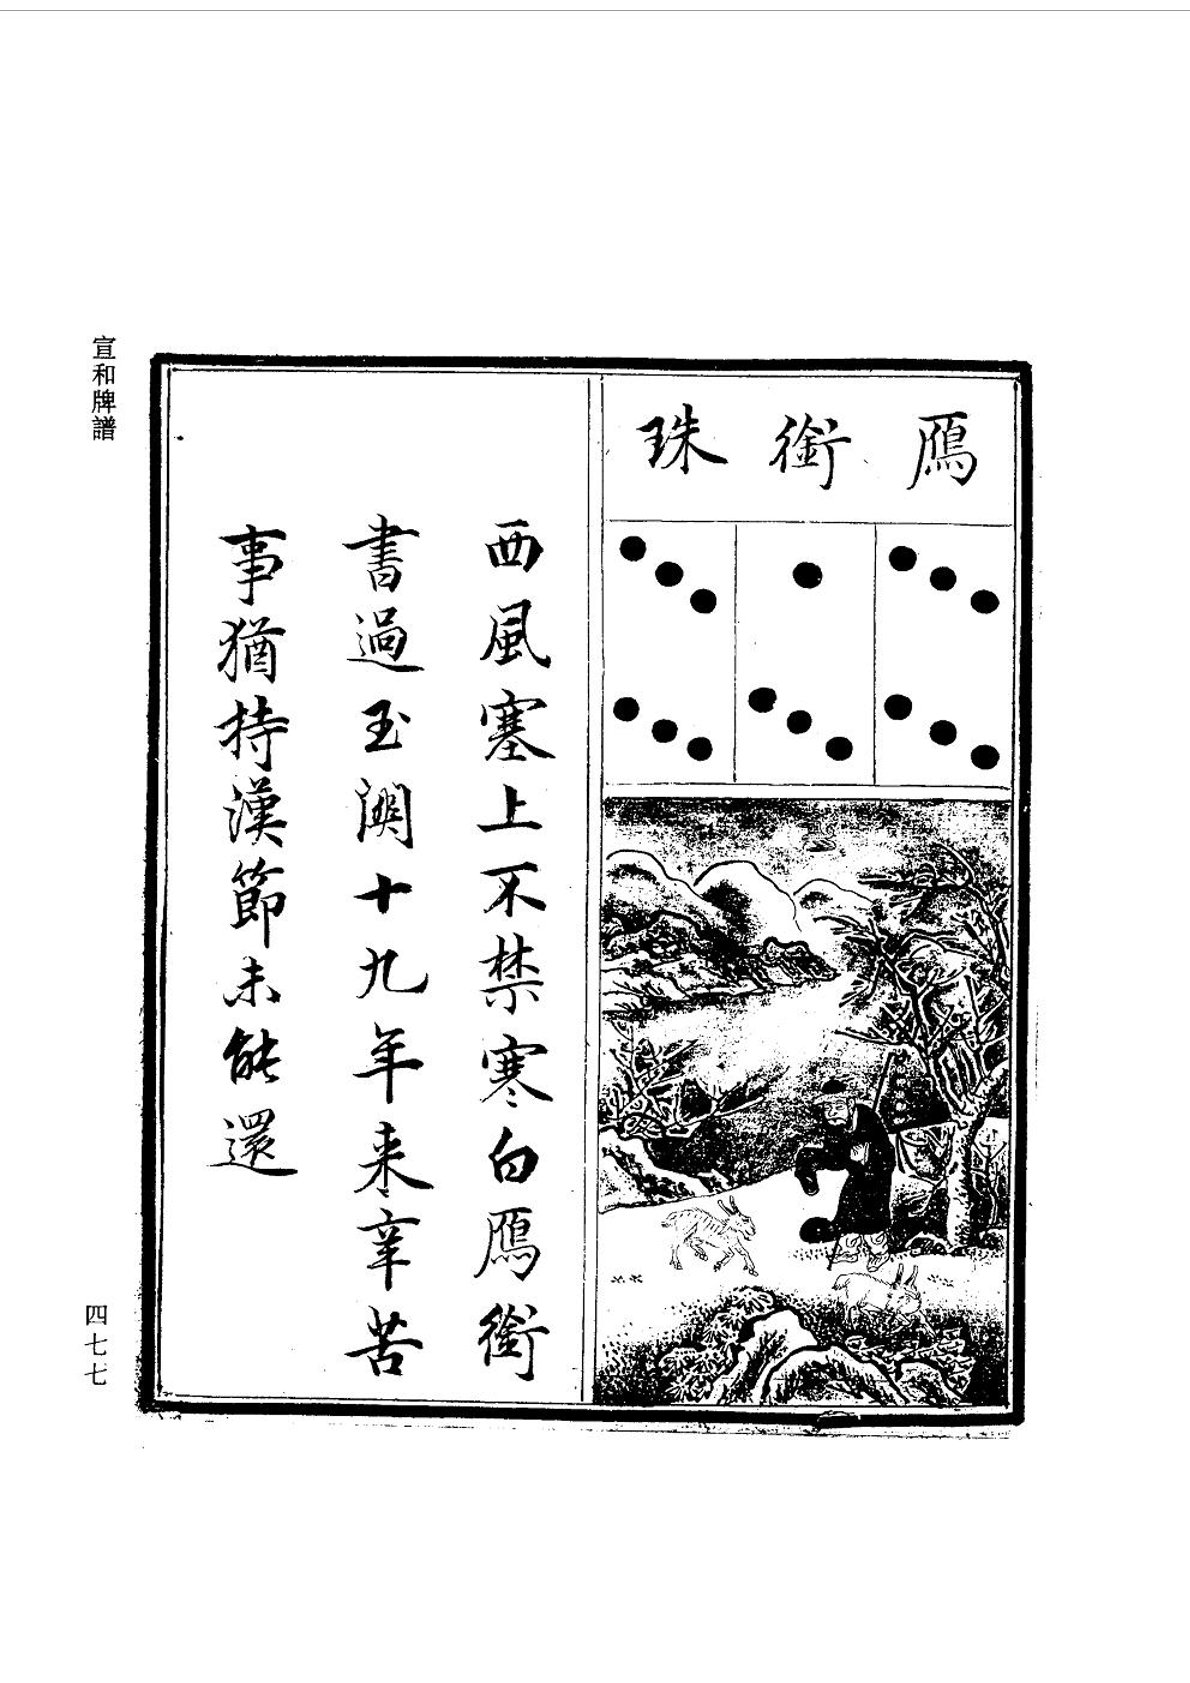 鴈銜珠
西風塞上不禁寒白鴈銜
書過玉関十九年来辛苦
事猶持漢節未能還
宣和牌譜
四七七